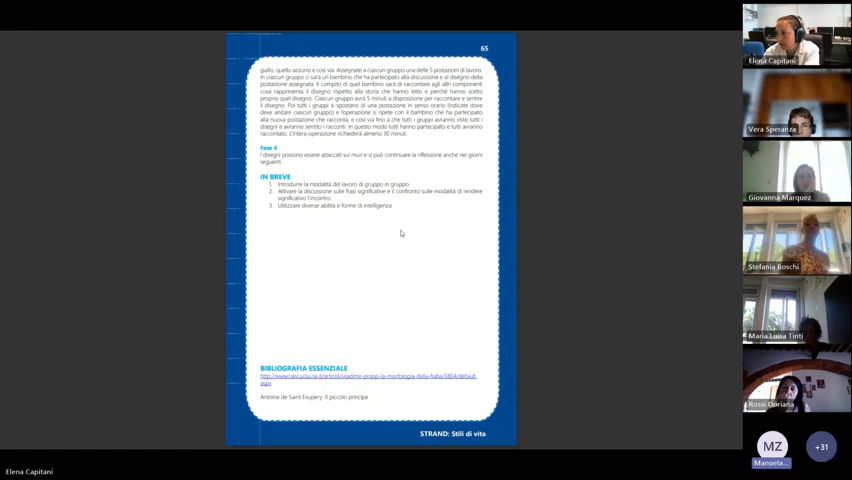 65
giallo, quello azzurro e così via. Assegnate a ciascun gruppo una delle 5 postazioni di lavoro.
In ciascun gruppo ci sarà un bambino che ha partecipato alla discussione e al disegno della
postazione assegnata. Il compito di quel bambino sarà di raccontare agli altri componenti
cosa rappresenta il disegno rispetto alla storia che hanno letto e perché hanno scelto
proprio quel disegno. Ciascun gruppo avrà 5 minuti a disposizione per raccontare e sentire
il disegno. Poi tutti i gruppi si spostano di una postazione in senso orario (indicate dove
deve andare ciascun gruppo) e l'operazione si ripete con il bambino che ha partecipato
alla nuova postazione che racconta, e così via fino a che tutti i gruppi avranno visto tutti i
disegni e avranno sentito i racconti. In questo modo tutti hanno partecipato e tutti avranno
raccontato. L'intera operazione richiederà almeno 30 minuti.
Fase 4
I disegni possono essere attaccati sui muri e si può continuare la riflessione anche nei giorni
seguenti.
IN BREVE
1. Introdurre la modalità del lavoro di gruppo in gruppo
2. Attivare la discussione sulle frasi significative e il confronto sulle modalità di rendere
significativo l'incontro.
3. Utilizzare diverse abilità e forme di intelligenza
BIBLIOGRAFIA ESSENZIALE
http://www.raiscuola.rai.it/articoli/vladimir-propp-la-morfologia-della-fiaba/3804/default.
aspx
Antoine de Saint Exupery: Il piccolo principe
STRAND: Stili di vita
Elena Capitani
Vera Speranza
Giovanna Marquez
Stefania Boschi
Maria Luisa Tinti
Rossi Doriana
MZ
Manuela...
+31
Elena Capitani